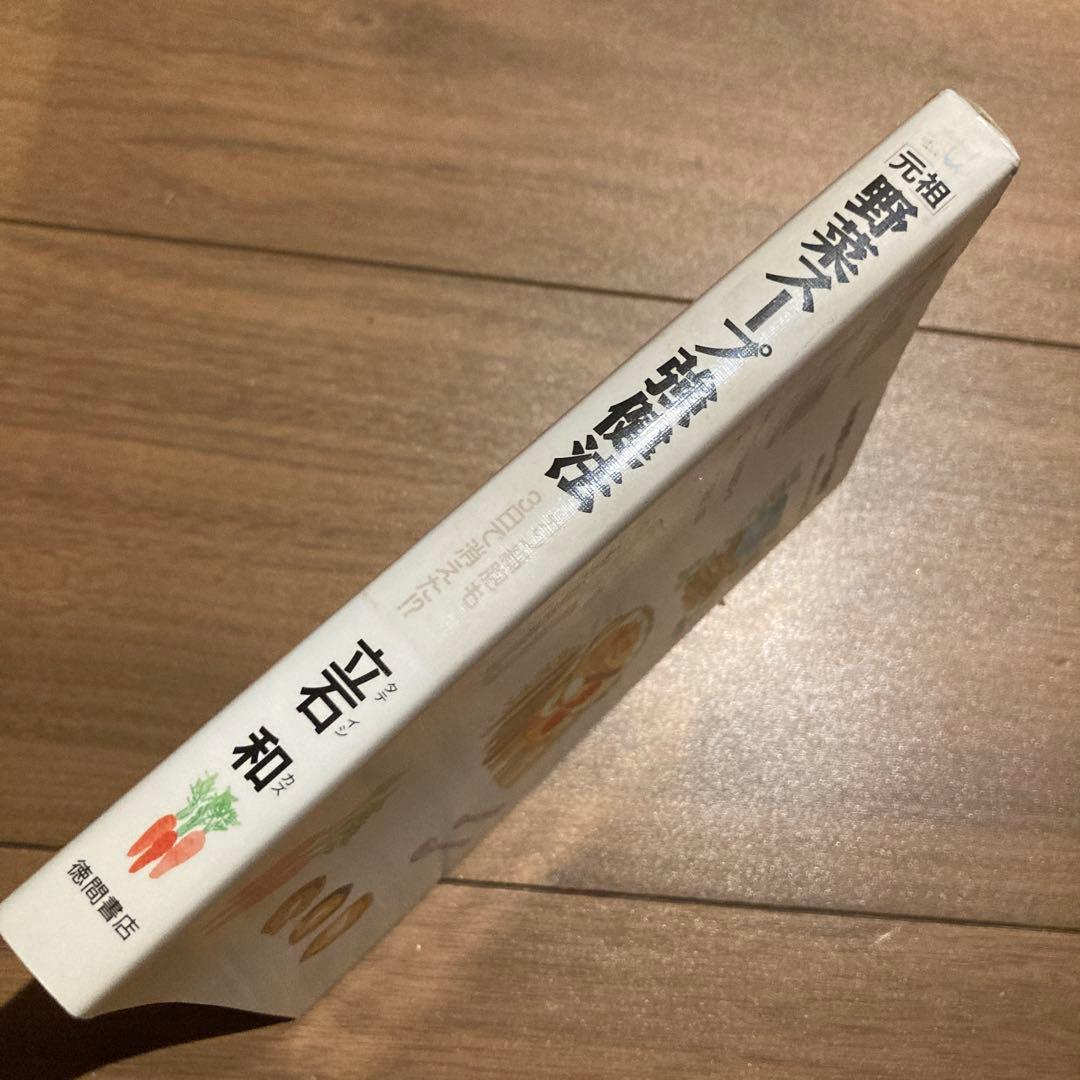 元祖
野菜スープ強健法
3日で消えた!?
立石 和
タテ イシ カズ
徳間書店